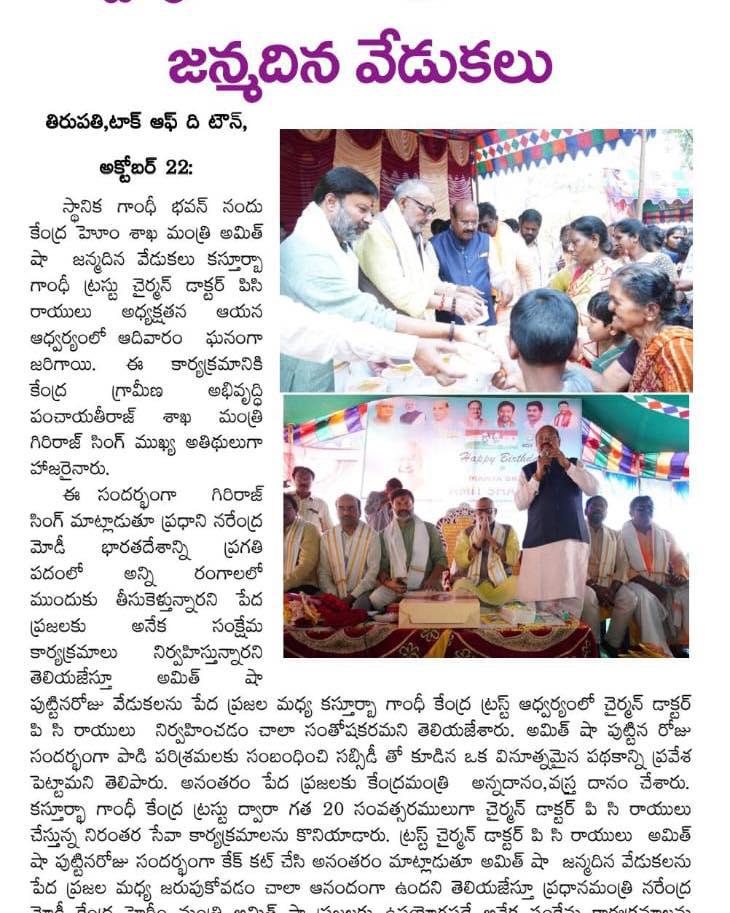 జన్మదిన వేడుకలు
తిరుపతి,టాక్ ఆఫ్ ది టౌన్,
అక్టోబర్ 22:
స్థానిక గాంధీ భవన్ నందు
కేంద్ర హెూం శాఖ మంత్రి అమిత్
షా జన్మదిన వేడుకలు కస్తూర్బా
గాంధీ ట్రస్టు చైర్మన్ డాక్టర్ పిసి
రాయులు అధ్యక్షతన ఆయన
ఆధ్వర్యంలో ఆదివారం ఘనంగా
జరిగాయి. ఈ కార్యక్రమానికి
కేంద్ర గ్రామీణ అభివృద్ధి
పంచాయతీరాజ్ శాఖ మంత్రి
గిరిరాజ్ సింగ్ ముఖ్య అతిథులుగా
హాజరైనారు.
ఈ సందర్భంగా గిరిరాజ్
సింగ్ మాట్లాడుతూ ప్రధాని నరేంద్ర
మోడీ భారతదేశాన్ని ప్రగతి
పదంలో అన్ని రంగాలలో
ముందుకు తీసుకెళ్తున్నారని పేద
ప్రజలకు అనేక సంక్షేమ
కార్యక్రమాలు నిర్వహిస్తున్నారని
తెలియజేస్తూ అమిత్ షా
పుట్టినరోజు వేడుకలను పేద ప్రజల మధ్య కస్తూర్బా గాంధీ కేంద్ర ట్రస్ట్ ఆధ్వర్యంలో చైర్మన్ డాక్టర్
పి సి రాయులు నిర్వహించడం చాలా సంతోషకరమని తెలియజేశారు. అమిత్ షా పుట్టిన రోజు
సందర్భంగా పాడి పరిశ్రమలకు సంబంధించి సబ్సిడీ తో కూడిన ఒక వినూత్నమైన పథకాన్ని ప్రవేశ
పెట్టామని తెలిపారు. అనంతరం పేద ప్రజలకు కేంద్రమంత్రి అన్నదానం,వస్త్ర దానం చేశారు.
కస్తూర్భా గాంధీ కేంద్ర ట్రస్టు ద్వారా గత 20 సంవత్సరములుగా చైర్మన్ డాక్టర్ పి సి రాయులు
చేస్తున్న నిరంతర సేవా కార్యక్రమాలను కొనియాడారు. ట్రస్ట్ చైర్మన్ డాక్టర్ పి సి రాయులు అమిత్
షా పుట్టినరోజు సందర్భంగా కేక్ కట్ చేసి అనంతరం మాట్లాడుతూ అమిత్ షా జన్మదిన వేడుకలను
పేద ప్రజల మధ్య జరుపుకోవడం చాలా ఆనందంగా ఉందని తెలియజేస్తూ ప్రధానమంత్రి నరేంద్ర
Happy Birthday